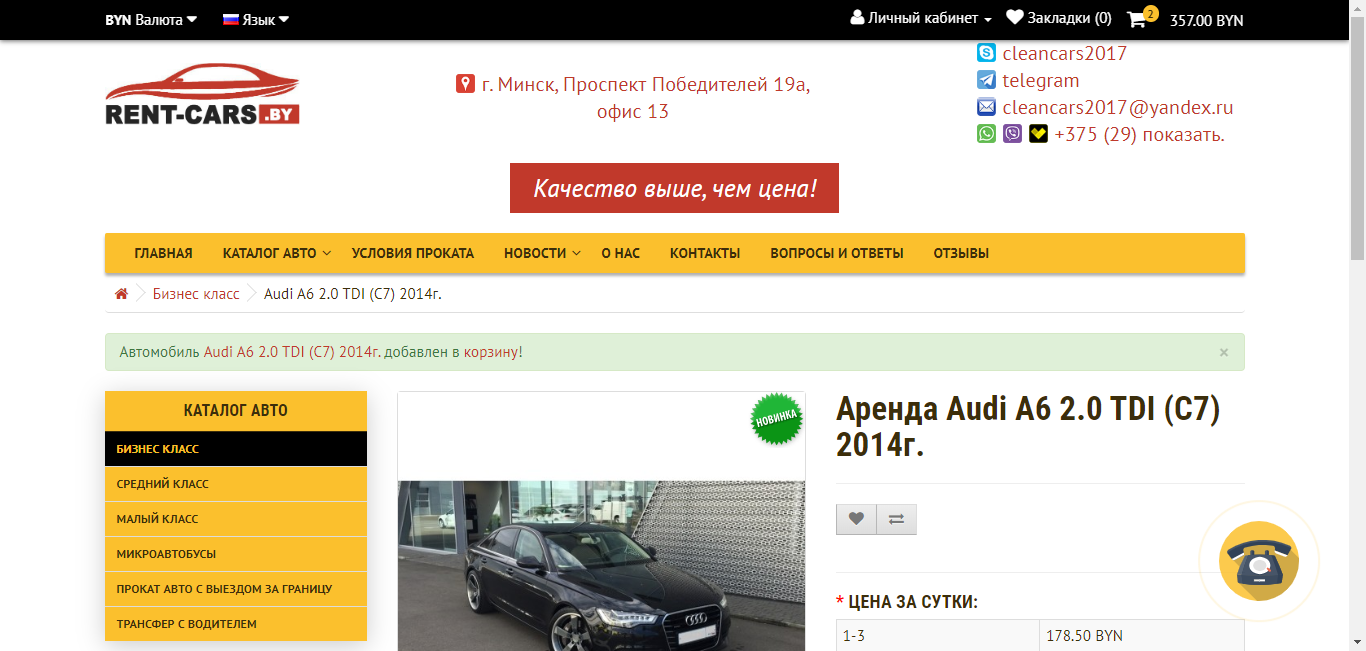 BYN Валюта
Язык
Личный кабинет
Закладки (0)
2
357.00 BYN
RENT-CARS.BY
г. Минск, Проспект Победителей 19а,
офис 13
cleancars2017
telegram
cleancars2017@yandex.ru
+375 (29) показать.
Качество выше, чем цена!
ГЛАВНАЯ
КАТАЛОГ АВТО
УСЛОВИЯ ПРОКАТА
НОВОСТИ
О НАС
КОНТАКТЫ
ВОПРОСЫ И ОТВЕТЫ
ОТЗЫВЫ
Бизнес класс
Audi A6 2.0 TDI (C7) 2014г.
Автомобиль Audi A6 2.0 TDI (C7) 2014г. добавлен в корзину!
×
КАТАЛОГ АВТО
БИЗНЕС КЛАСС
СРЕДНИЙ КЛАСС
МАЛЫЙ КЛАСС
МИКРОАВТОБУСЫ
ПРОКАТ АВТО С ВЫЕЗДОМ ЗА ГРАНИЦУ
ТРАНСФЕР С ВОДИТЕЛЕМ
НОВИНКА
Аренда Audi A6 2.0 TDI (C7)
2014г.
* ЦЕНА ЗА СУТКИ:
1-3
178.50 BYN